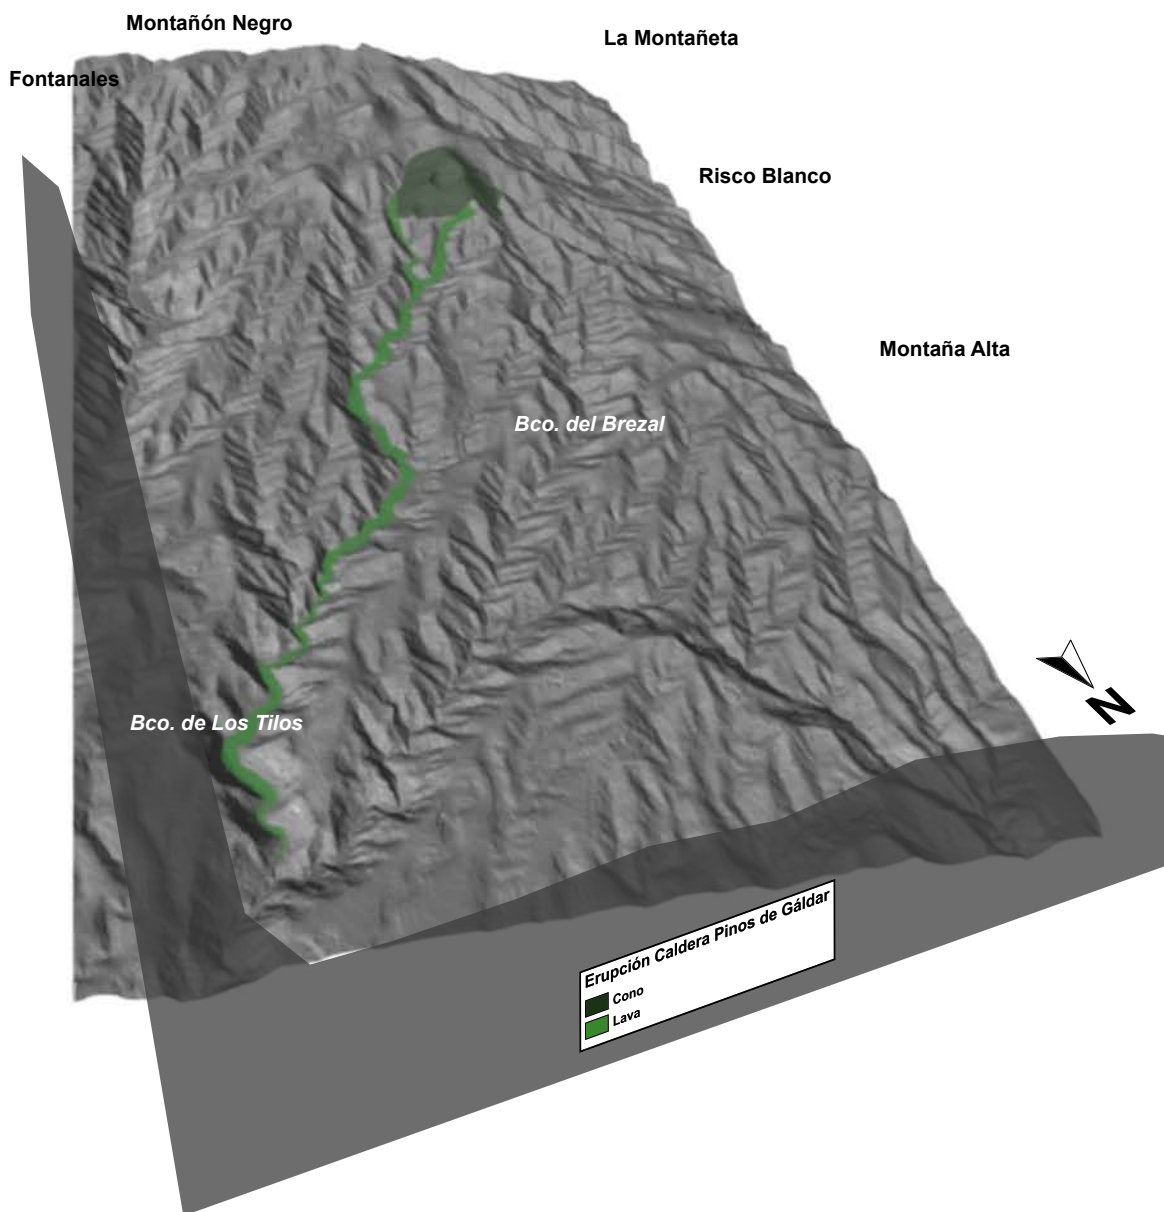 Montañón Negro
La Montañeta
Fontanales
Risco Blanco
Montaña Alta
Bco. del Brezal
N
Bco. de Los Tilos
Erupción Caldera Pinos de Gáldar
Cono
Lava